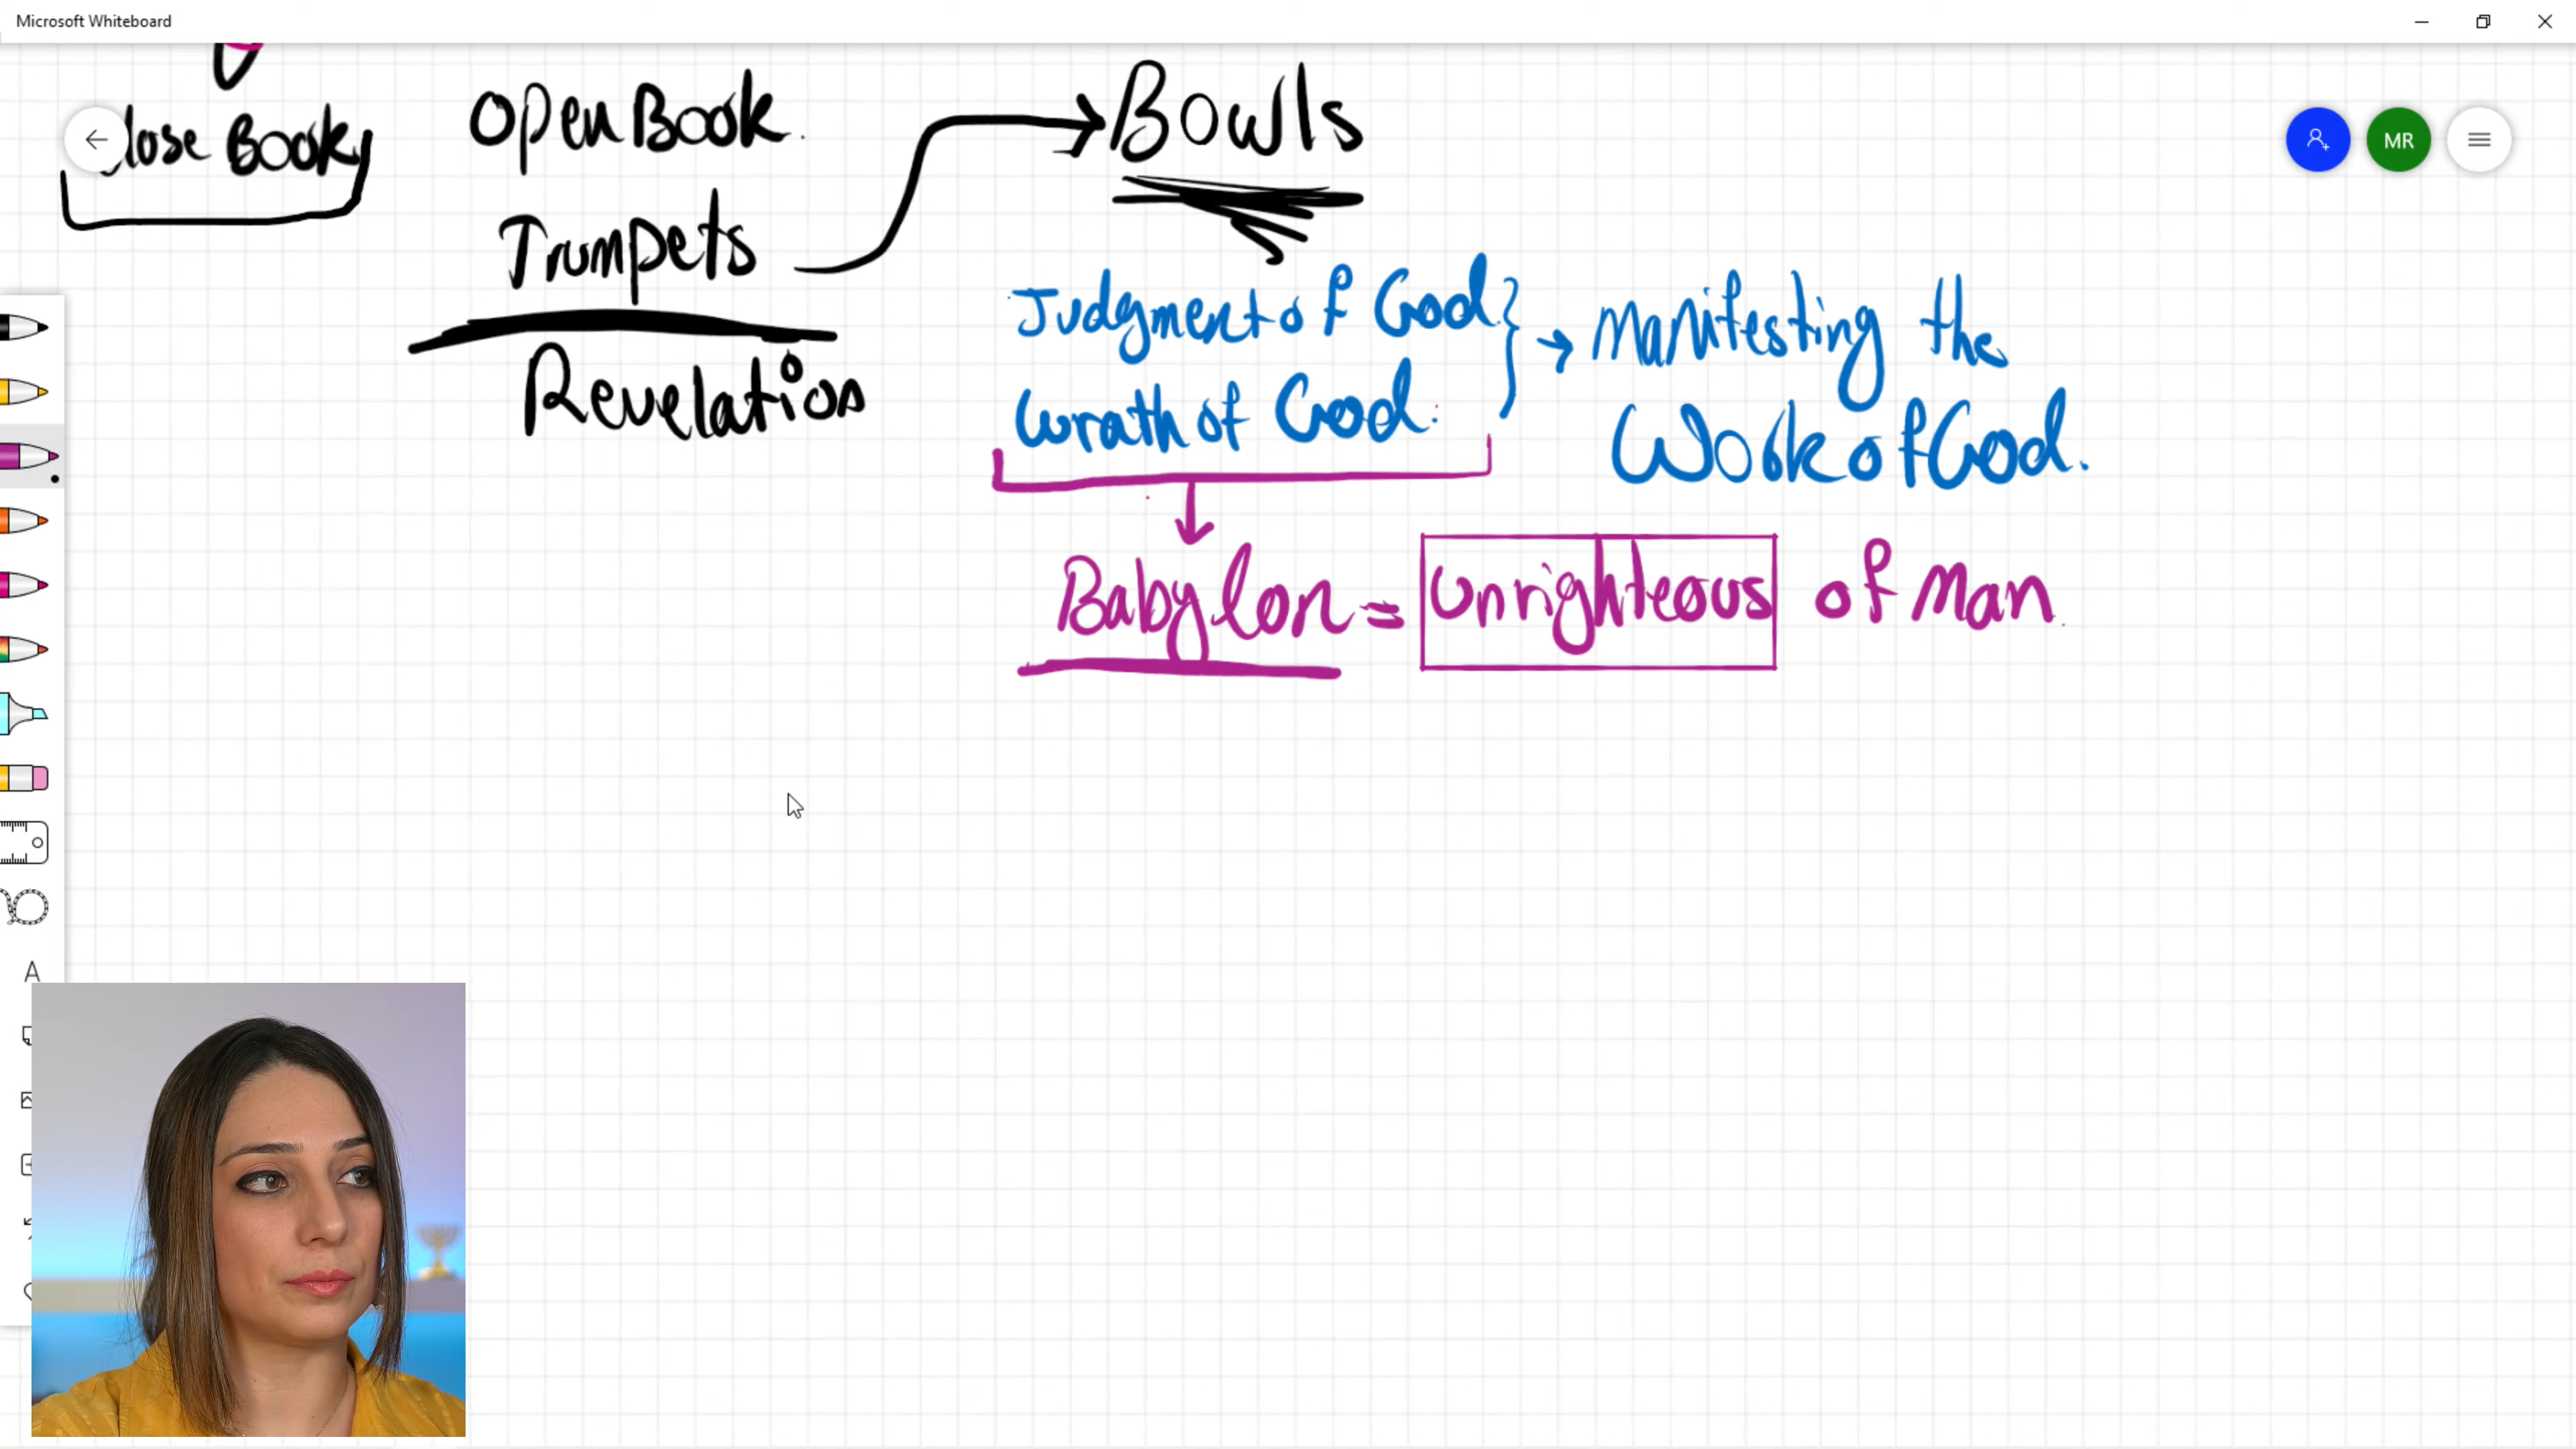 Microsoft Whiteboard
lose Book
Open Book.
Trumpets
Revelation
Bowls
MR
Judgment of God.
Wrath of God.
Manifesting the
Work of God.
Babylon = Unrighteous of Man
A